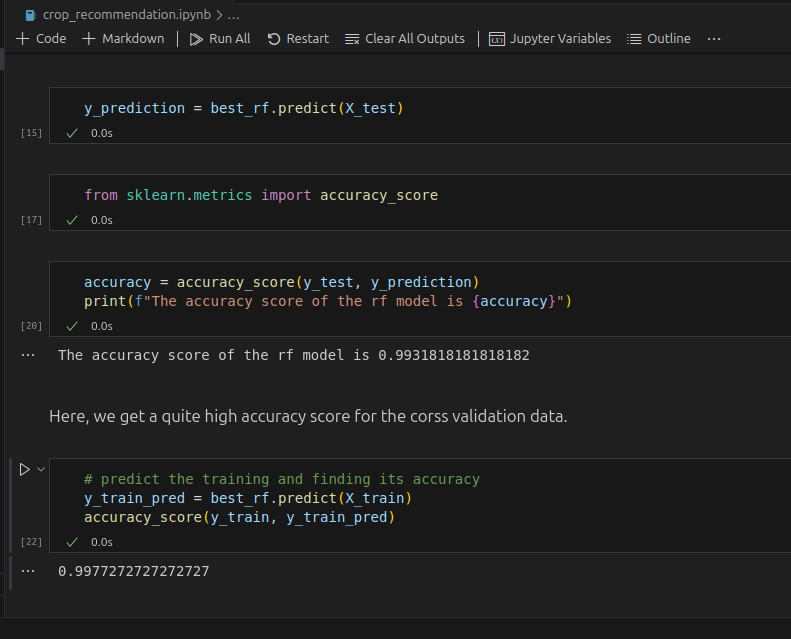 crop_recommendation.ipynb > ...
+ Code + Markdown | Run All Restart Clear All Outputs | Jupyter Variables Outline ...
y_prediction = best_rf.predict(X_test)
[15] ✓ 0.0s
from sklearn.metrics import accuracy_score
[17] ✓ 0.0s
accuracy = accuracy_score(y_test, y_prediction)
print(f"The accuracy score of the rf model is {accuracy}")
[20] ✓ 0.0s
... The accuracy score of the rf model is 0.9931818181818182
Here, we get a quite high accuracy score for the corss validation data.
# predict the training and finding its accuracy
y_train_pred = best_rf.predict(X_train)
accuracy_score(y_train, y_train_pred)
[22] ✓ 0.0s
... 0.9977272727272727